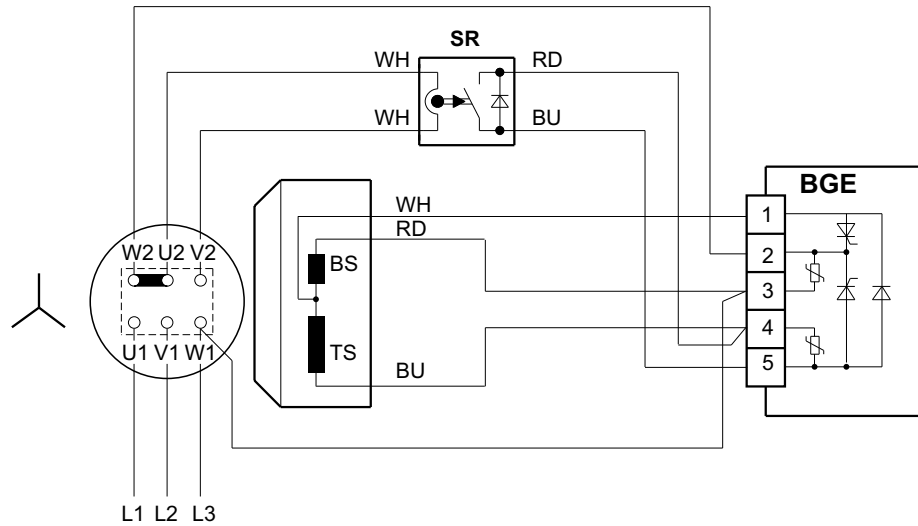 SR
WH
RD
WH
BU
BGE
WH
1
RD
W2 U2 V2
BS
2
3
4
U1 V1 W1
TS
5
BU
L1 L2 L3